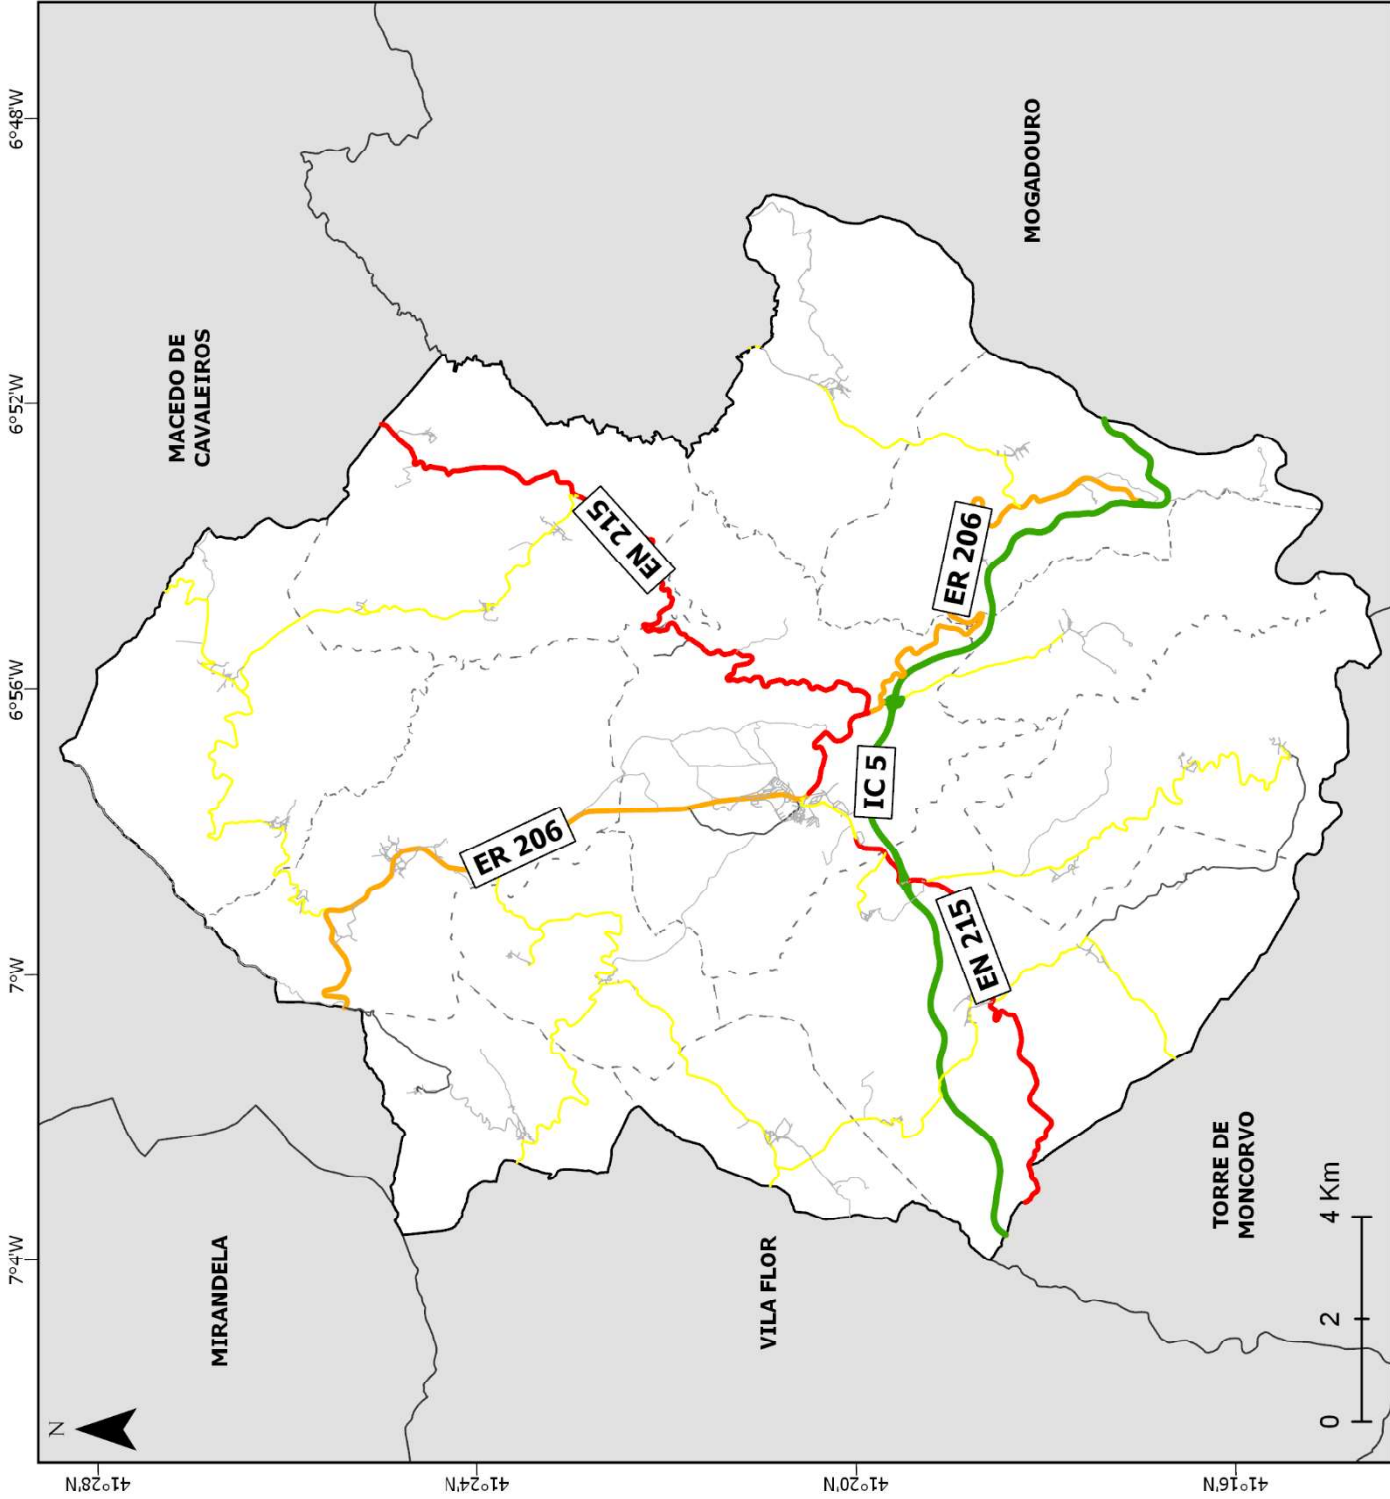 N
7°4'W
7°W
6°56'W
6°52'W
6°48'W
41°28'N
41°24'N
41°20'N
41°16'N
MIRANDELA
MACEDO DE
CAVALEIROS
MOGADOURO
VILA FLOR
TORRE DE
MONCORVO
ER 206
EN 215
IC 5
ER 206
EN 215
0 2 4 Km